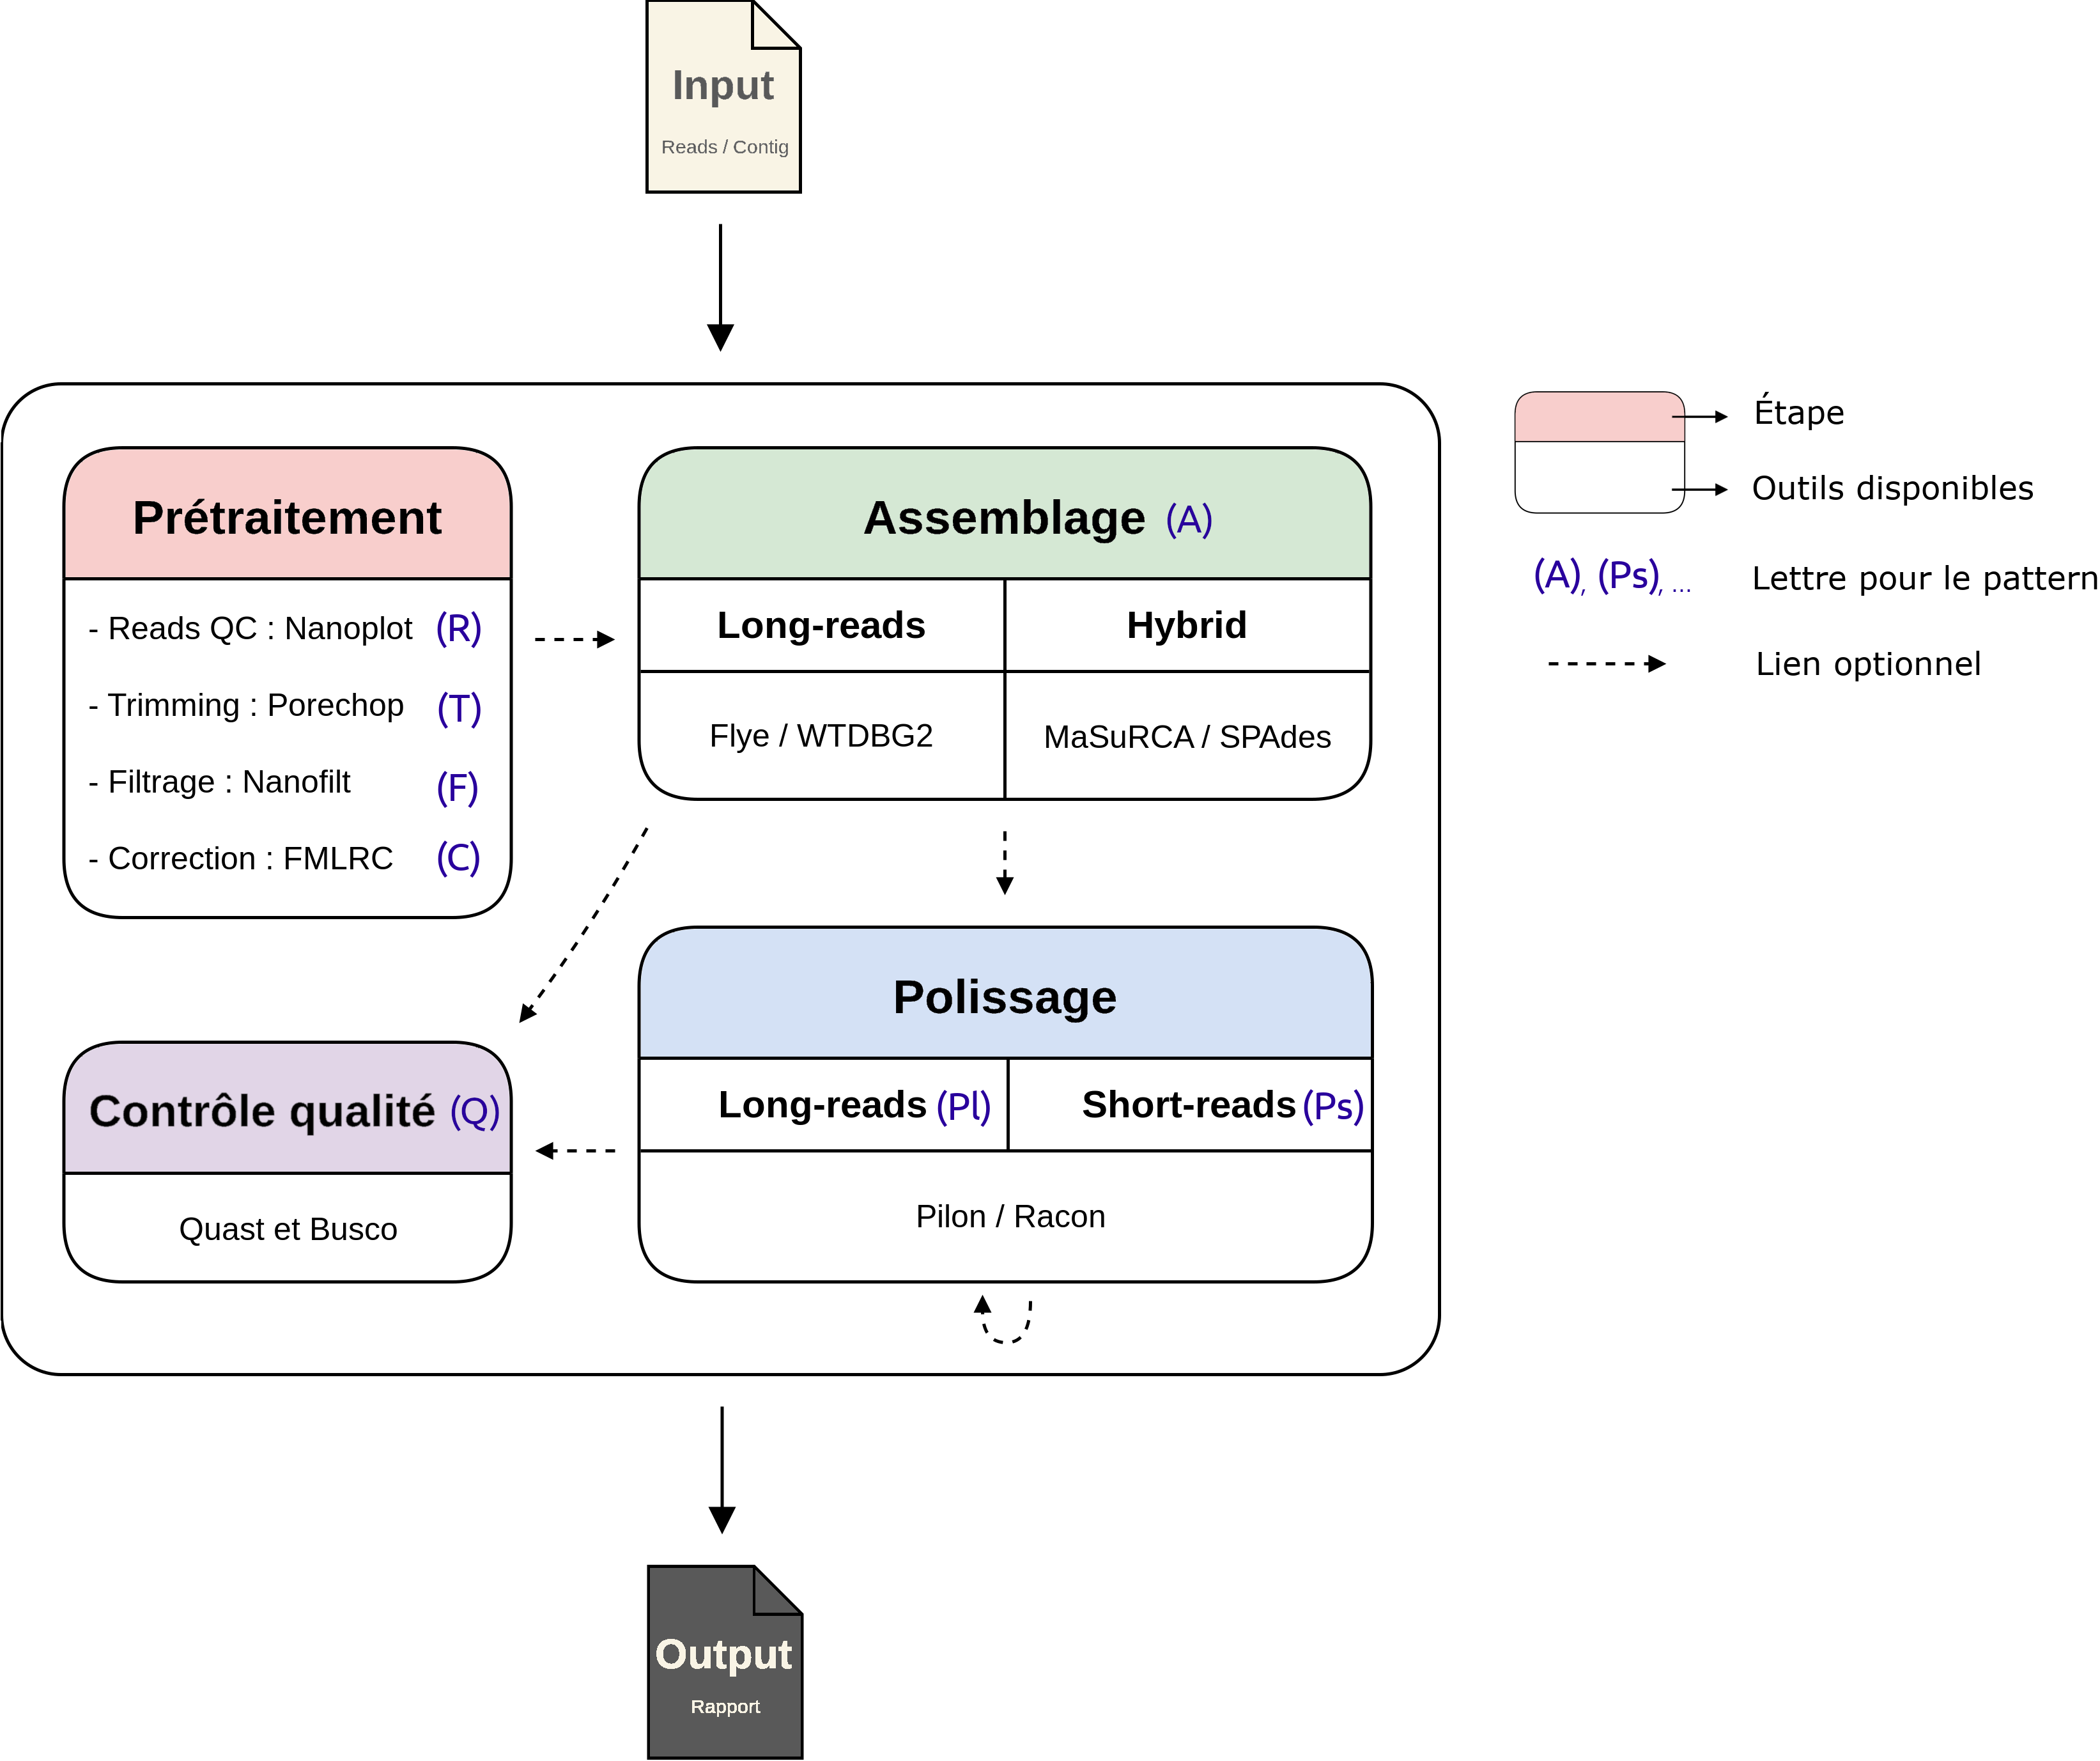 Input
Reads / Contig
Prétraitement
- Reads QC : Nanoplot (R)
- Trimming : Porechop (T)
- Filtrage : Nanofilt (F)
- Correction : FMLRC (C)
Assemblage (A)
Long-reads
Hybrid
Flye / WTDBG2
MaSuRCA / SPAdes
Contrôle qualité (Q)
Quast et Busco
Polissage
Long-reads (Pl)
Short-reads (Ps)
Pilon / Racon
Étape
Outils disponibles
(A), (Ps), ... Lettre pour le pattern
Lien optionnel
Output
Rapport